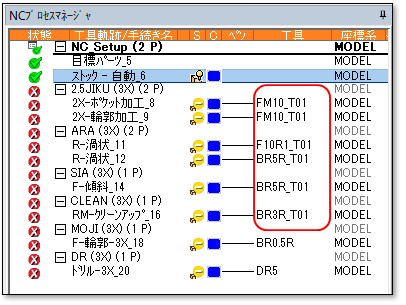 NCﾌﾟﾛｾｽﾏﾈｰｼﾞｬ
状態 工具軌跡/手続き名 S C ﾍﾟﾝ 工具 座標系 工
NC Setup (2 P) MODEL
目標ﾊﾟｰﾂ_5 MODEL
ｽﾄｯｸ - 自動_6 MODEL
2.5JIKU (3X) (2 P) MODEL
2X-ﾎﾟｹｯﾄ加工_8 FM10_T01 MODEL
2X-輪郭加工_9 FM10_T01 MODEL
ARA (3X) (2 P) MODEL
R-渦状_11 F10R1_T01 MODEL
R-渦状_12 BR5R_T01 MODEL
SIA (3X) (1 P) MODEL
F-傾斜_14 BR5R_T01 MODEL
CLEAN (3X) (1 P) MODEL
RMｰｸﾘｰﾝｱｯﾌﾟ_16 BR3R_T01 MODEL
MOJI (3X) (1 P) MODEL
F-輪郭-3X_18 BR0.5R MODEL
DR (3X) (1 P) MODEL
ﾄﾞﾘﾙ-3X_20 DR5 MODEL